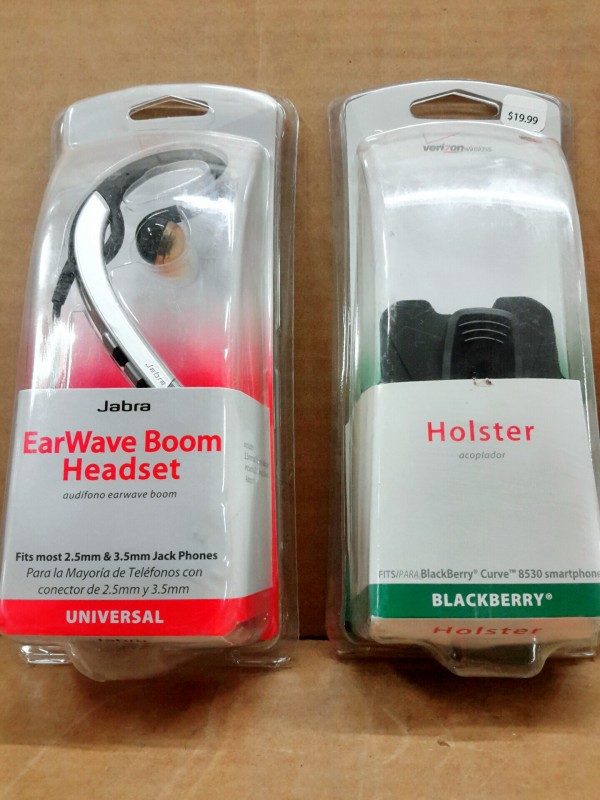 Jabra
Jabra
EarWave Boom
Headset
audífono earwave boom
Fits most 2.5mm & 3.5mm Jack Phones
Para la Mayoría de Teléfonos con
conector de 2.5mm y 3.5mm
UNIVERSAL
$19.99
verizon wireless
Holster
acoplador
FITS/PARA BlackBerry® Curve™ 8530 smartphone
BLACKBERRY®
Holster